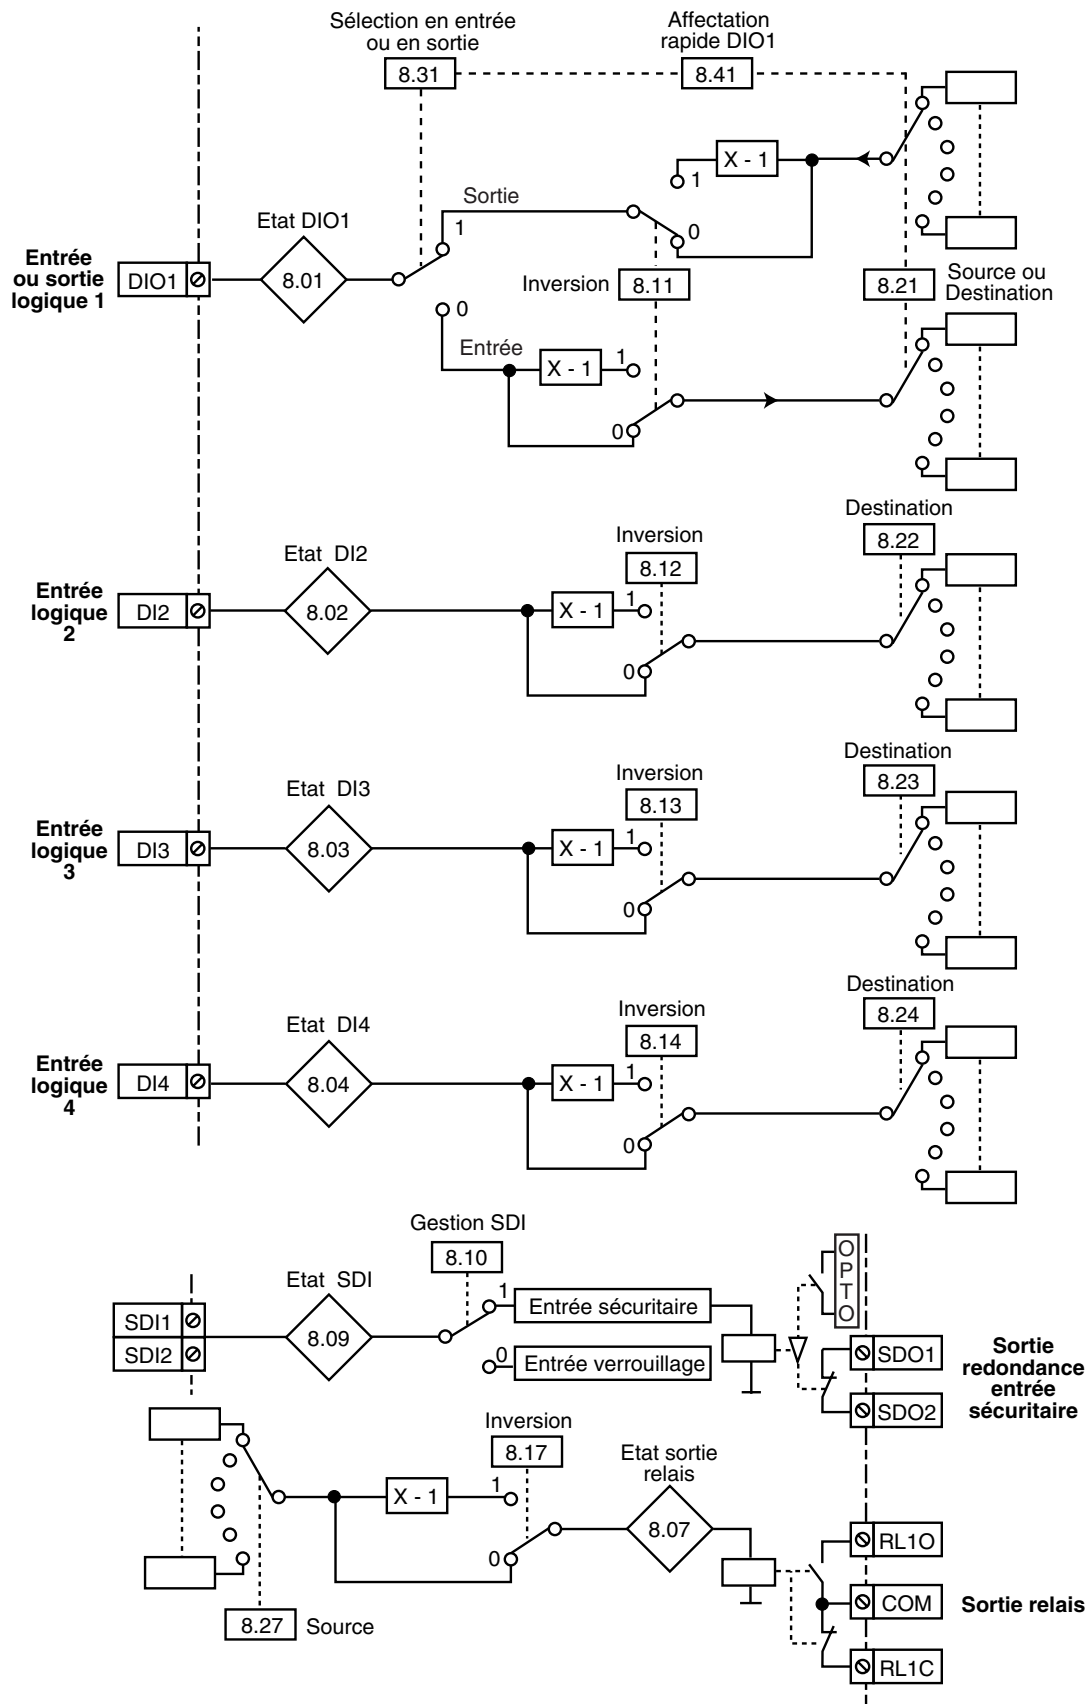 Sélection en entrée
ou en sortie
8.31
Affectation
rapide DIO1
8.41
X - 1
1
0
Sortie
1
Etat DIO1
Entrée
ou sortie
logique 1
DIO1
8.01
Inversion
8.11
8.21
Source ou
Destination
0
Entrée
X - 1
1
0
Destination
8.22
Inversion
8.12
Etat DI2
Entrée
logique
2
DI2
8.02
X - 1
1
0
Destination
8.23
Inversion
8.13
Etat DI3
Entrée
logique
3
DI3
8.03
X - 1
1
0
Destination
8.24
Inversion
8.14
Etat DI4
Entrée
logique
4
DI4
8.04
X - 1
1
0
Gestion SDI
8.10
Etat SDI
SDI1
SDI2
8.09
1
Entrée sécuritaire
0
Entrée verrouillage
O
P
T
O
SDO1
SDO2
Sortie
redondance
entrée
sécuritaire
Inversion
8.17
Etat sortie
relais
X - 1
1
0
8.07
8.27
Source
RL1O
COM
RL1C
Sortie relais